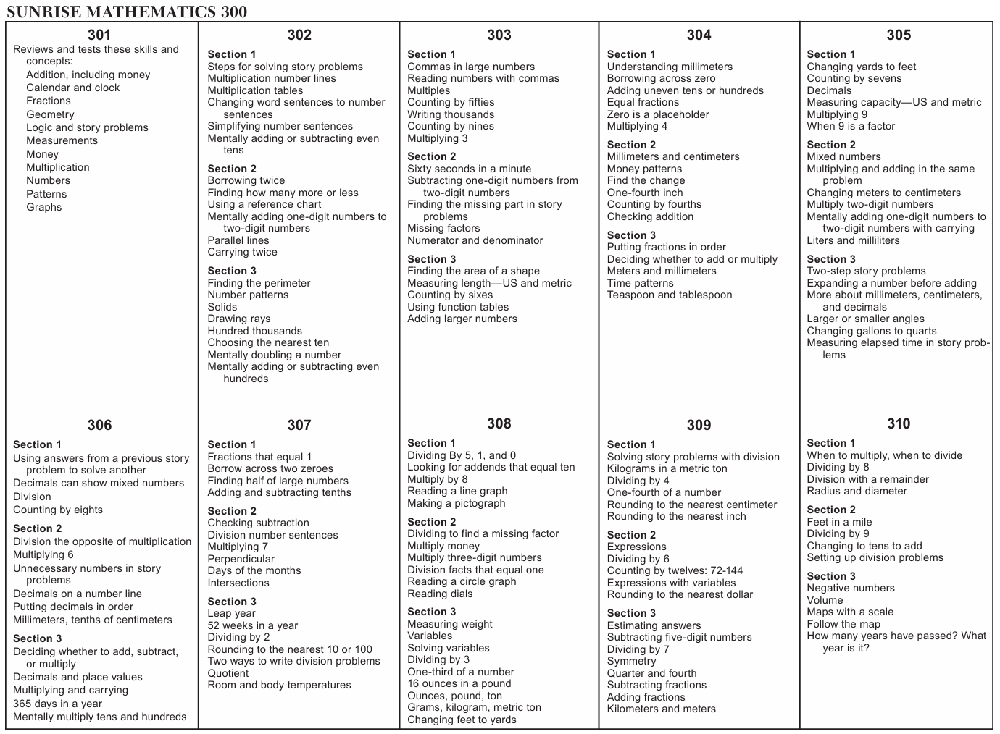 SUNRISE MATHEMATICS 300
301
Reviews and tests these skills and
concepts:
Addition, including money
Calendar and clock
Fractions
Geometry
Logic and story problems
Measurements
Money
Multiplication
Numbers
Patterns
Graphs
302
Section 1
Steps for solving story problems
Multiplication number lines
Multiplication tables
Changing word sentences to number
sentences
Simplifying number sentences
Mentally adding or subtracting even
tens
Section 2
Borrowing twice
Finding how many more or less
Using a reference chart
Mentally adding one-digit numbers to
two-digit numbers
Parallel lines
Carrying twice
Section 3
Finding the perimeter
Number patterns
Solids
Drawing rays
Hundred thousands
Choosing the nearest ten
Mentally doubling a number
Mentally adding or subtracting even
hundreds
303
Section 1
Commas in large numbers
Reading numbers with commas
Multiples
Counting by fifties
Writing thousands
Counting by nines
Multiplying 3
Section 2
Sixty seconds in a minute
Subtracting one-digit numbers from
two-digit numbers
Finding the missing part in story
problems
Missing factors
Numerator and denominator
Section 3
Finding the area of a shape
Measuring length—US and metric
Counting by sixes
Using function tables
Adding larger numbers
304
Section 1
Understanding millimeters
Borrowing across zero
Adding uneven tens or hundreds
Equal fractions
Zero is a placeholder
Multiplying 4
Section 2
Millimeters and centimeters
Money patterns
Find the change
One-fourth inch
Counting by fourths
Checking addition
Section 3
Putting fractions in order
Deciding whether to add or multiply
Meters and millimeters
Time patterns
Teaspoon and tablespoon
305
Section 1
Changing yards to feet
Counting by sevens
Decimals
Measuring capacity—US and metric
Multiplying 9
When 9 is a factor
Section 2
Mixed numbers
Multiplying and adding in the same
problem
Changing meters to centimeters
Multiply two-digit numbers
Mentally adding one-digit numbers to
two-digit numbers with carrying
Liters and milliliters
Section 3
Two-step story problems
Expanding a number before adding
More about millimeters, centimeters,
and decimals
Larger or smaller angles
Changing gallons to quarts
Measuring elapsed time in story prob-
lems
306
Section 1
Using answers from a previous story
problem to solve another
Decimals can show mixed numbers
Division
Counting by eights
Section 2
Division the opposite of multiplication
Multiplying 6
Unnecessary numbers in story
problems
Decimals on a number line
Putting decimals in order
Millimeters, tenths of centimeters
Section 3
Deciding whether to add, subtract,
or multiply
Decimals and place values
Multiplying and carrying
365 days in a year
Mentally multiply tens and hundreds
307
Section 1
Fractions that equal 1
Borrow across two zeroes
Finding half of large numbers
Adding and subtracting tenths
Section 2
Checking subtraction
Division number sentences
Multiplying 7
Perpendicular
Days of the months
Intersections
Section 3
Leap year
52 weeks in a year
Dividing by 2
Rounding to the nearest 10 or 100
Two ways to write division problems
Quotient
Room and body temperatures
308
Section 1
Dividing By 5, 1, and 0
Looking for addends that equal ten
Multiply by 8
Reading a line graph
Making a pictograph
Section 2
Dividing to find a missing factor
Multiply money
Multiply three-digit numbers
Division facts that equal one
Reading a circle graph
Reading dials
Section 3
Measuring weight
Variables
Solving variables
Dividing by 3
One-third of a number
16 ounces in a pound
Ounces, pound, ton
Grams, kilogram, metric ton
Changing feet to yards
309
Section 1
Solving story problems with division
Kilograms in a metric ton
Dividing by 4
One-fourth of a number
Rounding to the nearest centimeter
Rounding to the nearest inch
Section 2
Expressions
Dividing by 6
Counting by twelves: 72-144
Expressions with variables
Rounding to the nearest dollar
Section 3
Estimating answers
Subtracting five-digit numbers
Dividing by 7
Symmetry
Quarter and fourth
Subtracting fractions
Adding fractions
Kilometers and meters
310
Section 1
When to multiply, when to divide
Dividing by 8
Division with a remainder
Radius and diameter
Section 2
Feet in a mile
Dividing by 9
Changing to tens to add
Setting up division problems
Section 3
Negative numbers
Volume
Maps with a scale
Follow the map
How many years have passed? What
year is it?